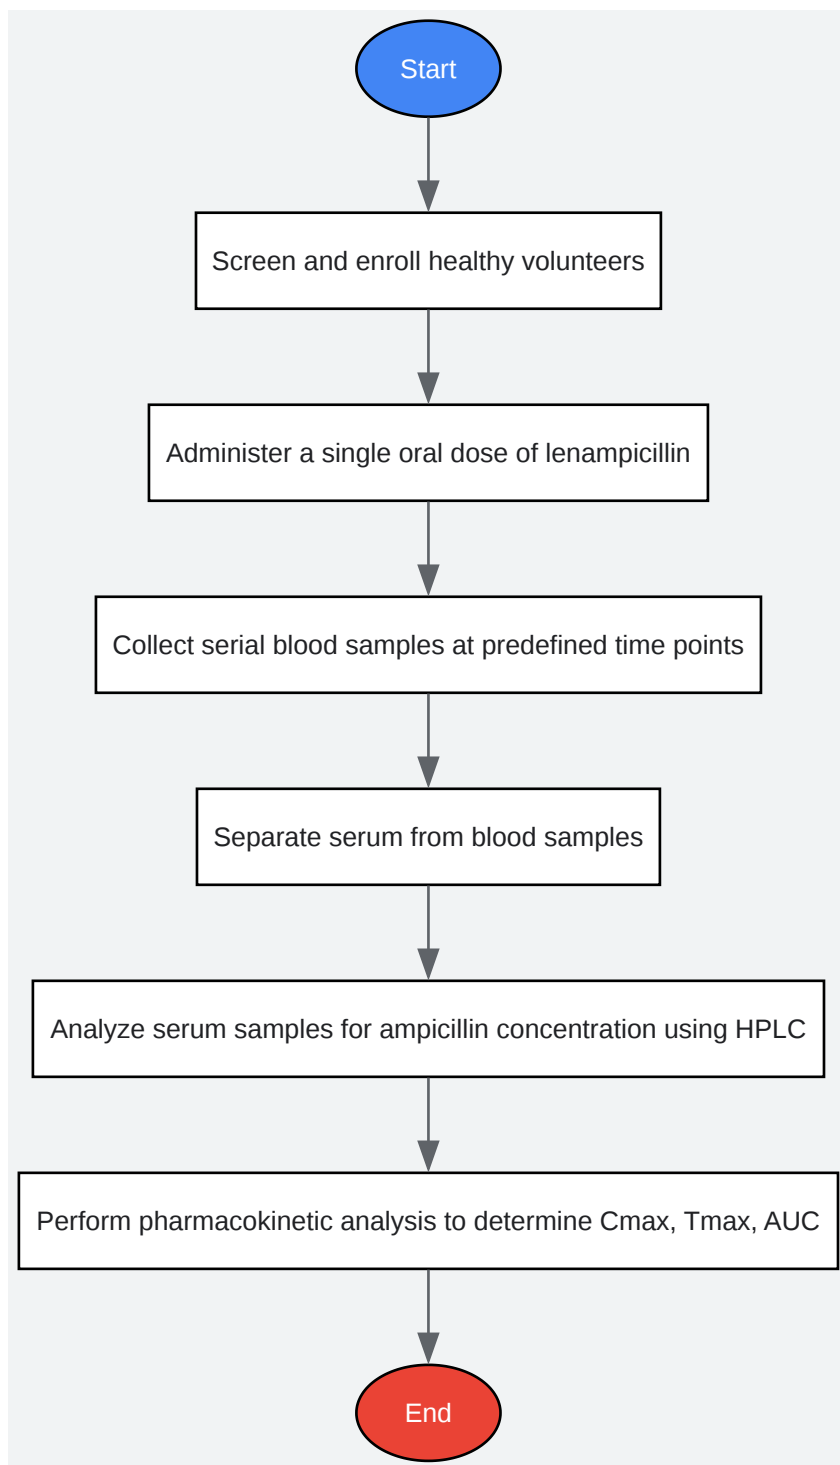 Start
Screen and enroll healthy volunteers
Administer a single oral dose of lenampicillin
Collect serial blood samples at predefined time points
Separate serum from blood samples
Analyze serum samples for ampicillin concentration using HPLC
Perform pharmacokinetic analysis to determine Cmax, Tmax, AUC
End